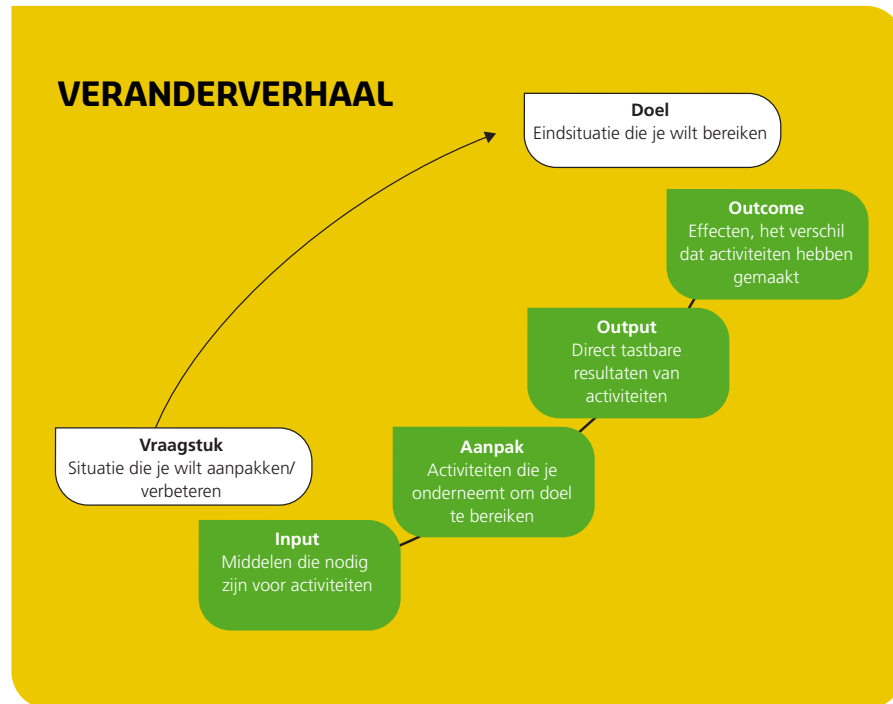 VERANDERVERHAAL
Doel
Eindsituatie die je wilt bereiken
Outcome
Effecten, het verschil
dat activiteiten hebben
gemaakt
Output
Direct tastbare
resultaten van
activiteiten
Vraagstuk
Situatie die je wilt aanpakken/
verbeteren
Aanpak
Activiteiten die je
onderneemt om doel
te bereiken
Input
Middelen die nodig
zijn voor activiteiten